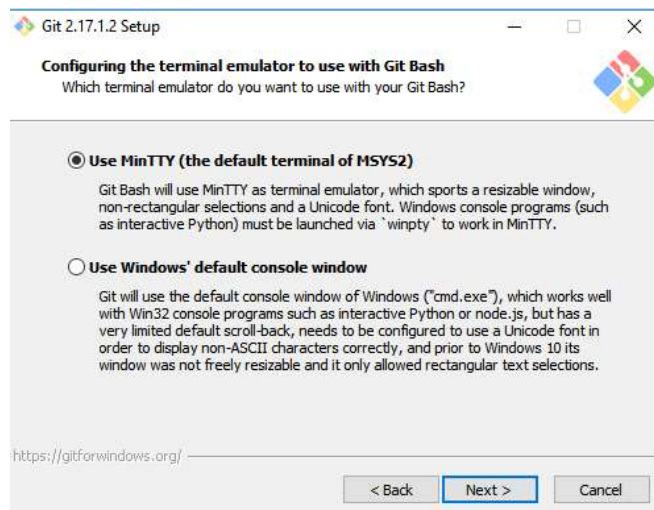 Git 2.17.1.2 Setup
Configuring the terminal emulator to use with Git Bash
Which terminal emulator do you want to use with your Git Bash?
Use MinTTY (the default terminal of MSYS2)
Git Bash will use MinTTY as terminal emulator, which sports a resizable window,
non-rectangular selections and a Unicode font. Windows console programs (such
as interactive Python) must be launched via `winpty` to work in MinTTY.
Use Windows' default console window
Git will use the default console window of Windows ("cmd.exe"), which works well
with Win32 console programs such as interactive Python or node.js, but has a
very limited default scroll-back, needs to be configured to use a Unicode font in
order to display non-ASCII characters correctly, and prior to Windows 10 its
window was not freely resizable and it only allowed rectangular text selections.
https://gitforwindows.org/
< Back Next > Cancel